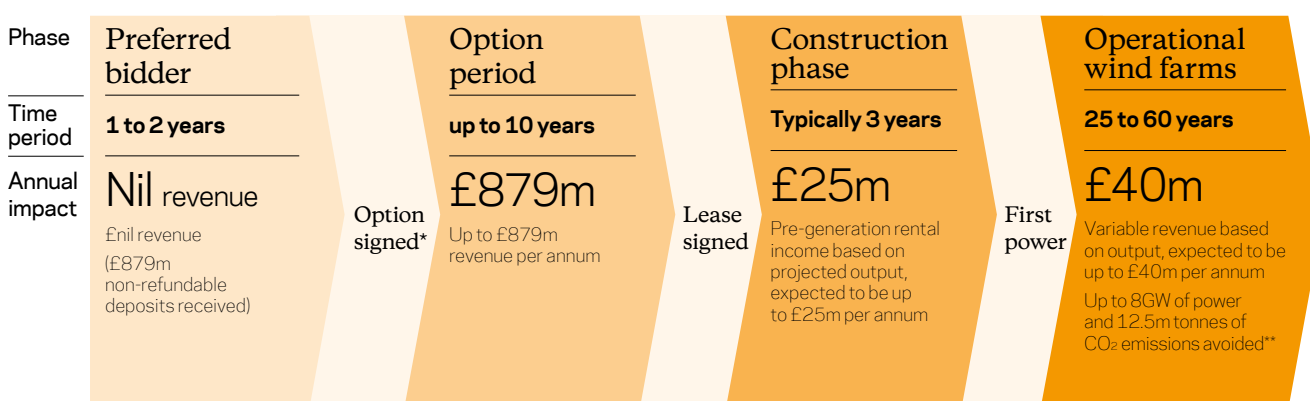 Phase
Preferred
bidder
Option
period
Construction
phase
Operational
wind farms
Time
period
1 to 2 years
up to 10 years
Typically 3 years
25 to 60 years
Annual
impact
Nil revenue
£nil revenue
(£879m
non-refundable
deposits received)
Option
signed*
£879m
Up to £879m
revenue per annum
Lease
signed
£25m
Pre-generation rental
income based on
projected output,
expected to be up
to £25m per annum
First
power
£40m
Variable revenue based
on output, expected to be
up to £40m per annum
Up to 8GW of power
and 12.5m tonnes of
CO₂ emissions avoided**